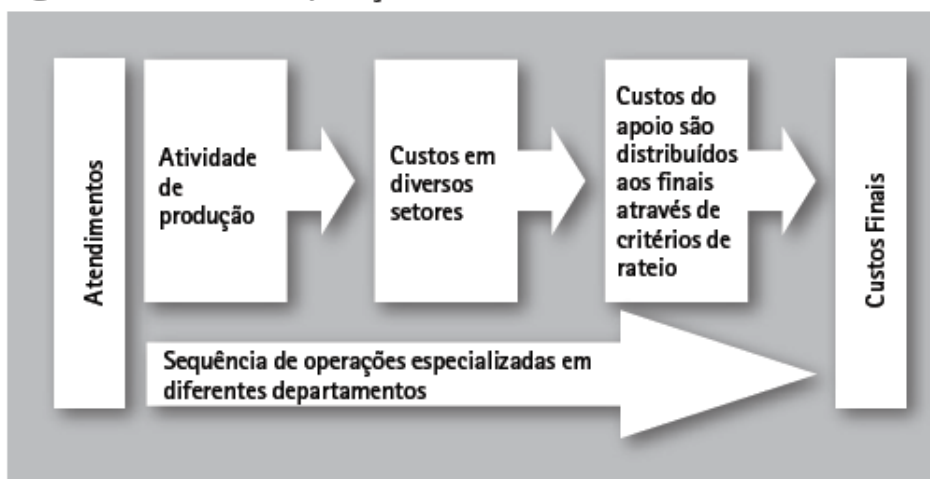 Atendimentos
Atividade
de
produção
Custos em
diversos
setores
Custos do
apoio são
distribuídos
aos finais
através de
critérios de
rateio
Custos Finais
Sequência de operações especializadas em
diferentes departamentos